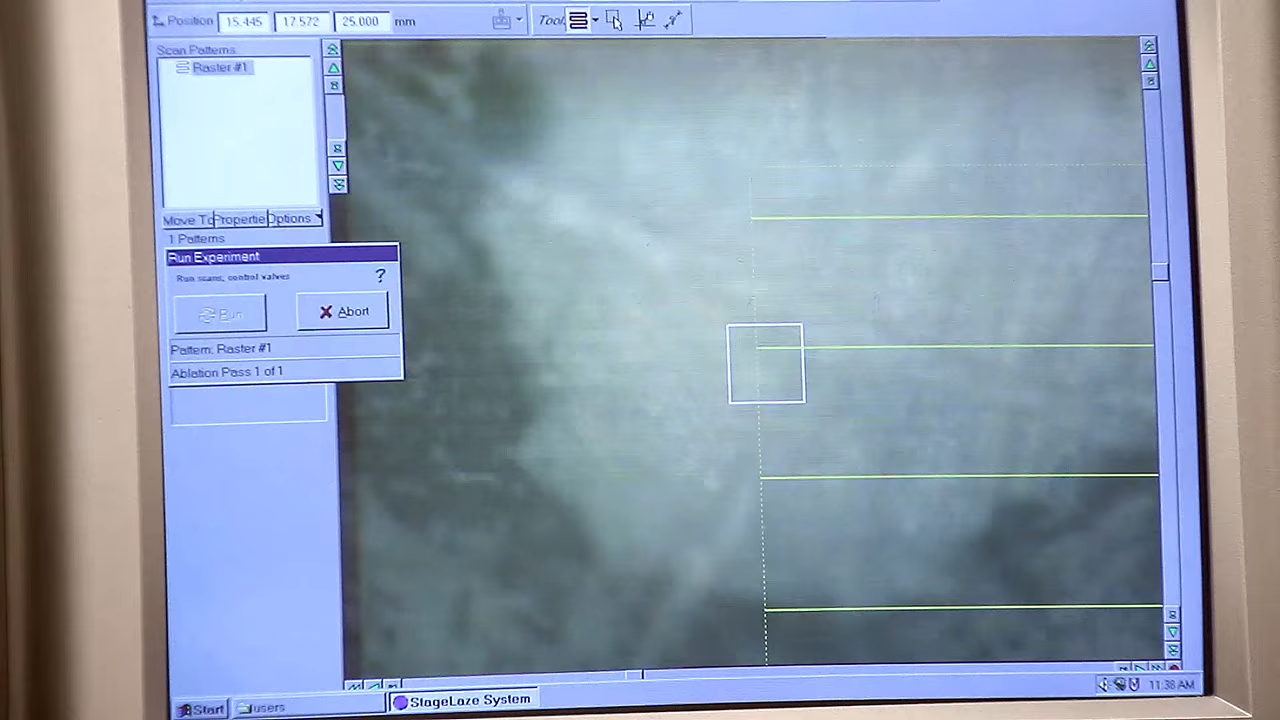 Position 15.445 17.572 25.000 mm Tool
Scan Patterns
Raster #1
Move To Propertie Options
1 Patterns
Run Experiment
Run scans, control valves ?
Run Abort
Pattern: Raster #1
Ablation Pass 1 of 1
Start users StageLaze System 11:38 AM